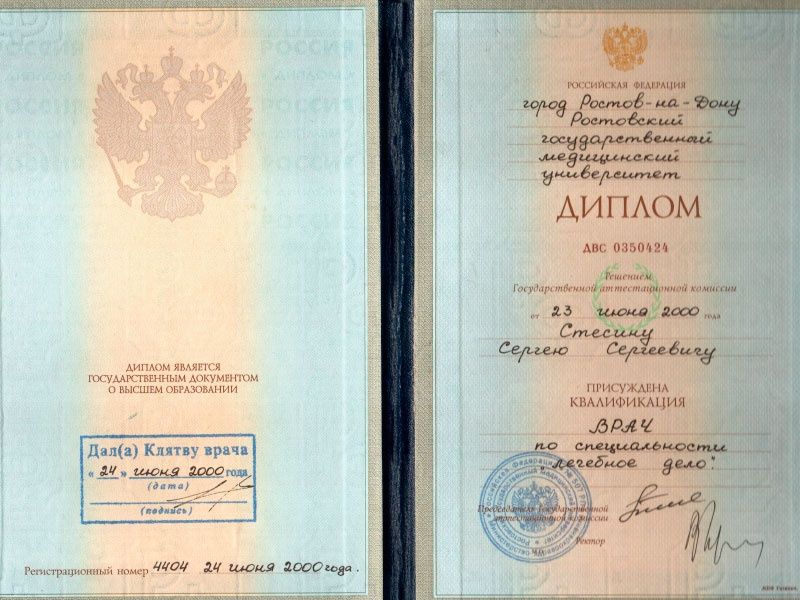 ДИПЛОМ ЯВЛЯЕТСЯ
ГОСУДАРСТВЕННЫМ ДОКУМЕНТОМ
О ВЫСШЕМ ОБРАЗОВАНИИ
Дал(а) Клятву врача
« 24 » июня 2000 года
(дата)
(подпись)
Регистрационный номер 4404 24 июня 2000 года.
РОССИЙСКАЯ ФЕДЕРАЦИЯ
город Ростов-на-Дону
Ростовский
государственный
медицинский
университет
ДИПЛОМ
ДВС 0350424
Решением
Государственной аттестационной комиссии
от 23 июня 2000 года
Стесину
Сергею Сергеевичу
ПРИСУЖДЕНА
КВАЛИФИКАЦИЯ
ВРАЧ
по специальности
"лечебное дело".
Председатель Государственной
аттестационной комиссии
Ректор